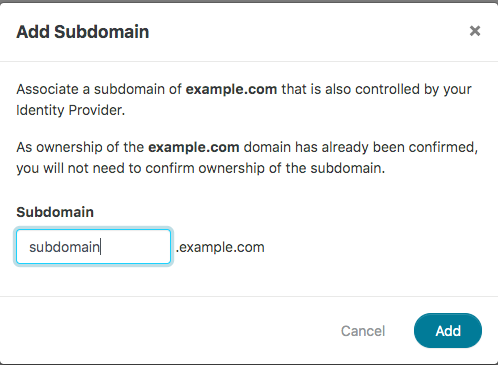 Add Subdomain ×
Associate a subdomain of example.com that is also controlled by your
Identity Provider.
As ownership of the example.com domain has already been confirmed,
you will not need to confirm ownership of the subdomain.
Subdomain
subdomain .example.com
Cancel Add